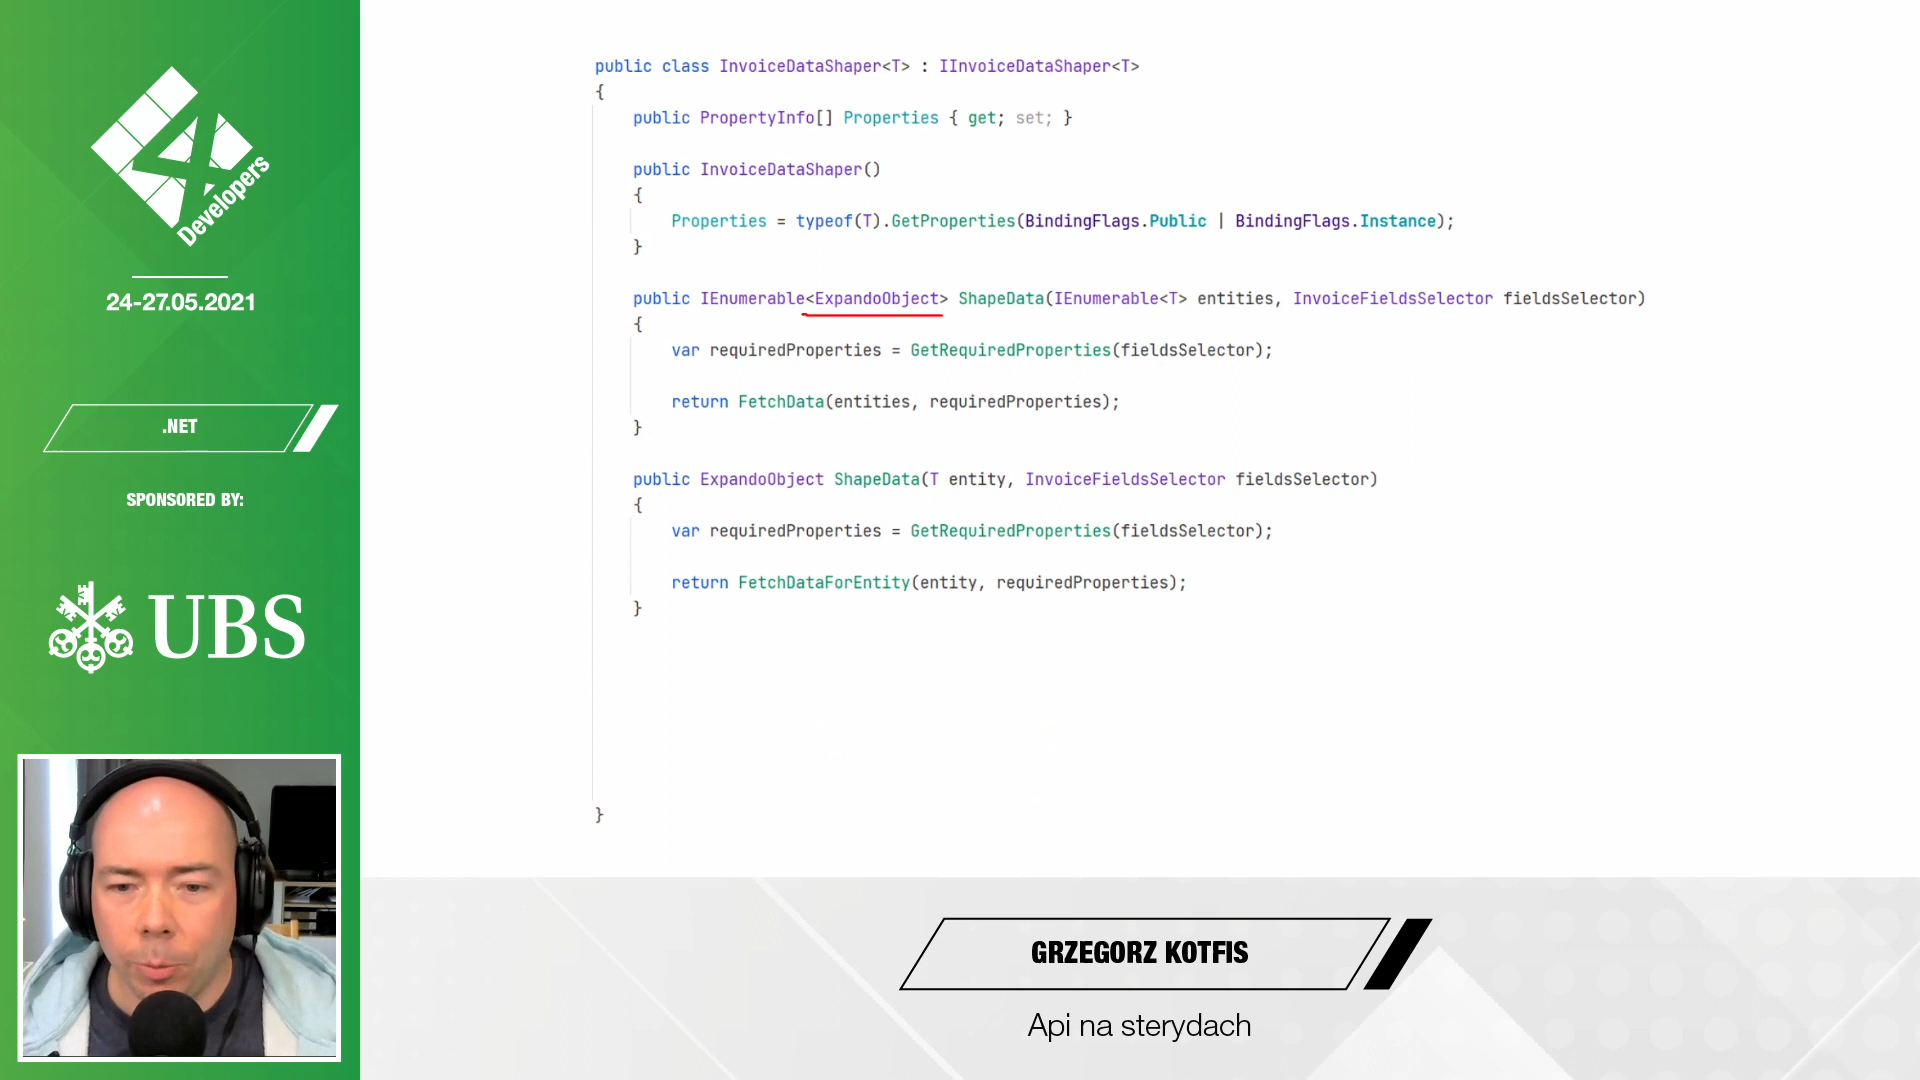 4
Developers
24-27.05.2021
.NET
SPONSORED BY:
UBS
public class InvoiceDataShaper<T> : IInvoiceDataShaper<T>
{
public PropertyInfo[] Properties { get; set; }
public InvoiceDataShaper()
{
Properties = typeof(T).GetProperties(BindingFlags.Public | BindingFlags.Instance);
}
public IEnumerable<ExpandoObject> ShapeData(IEnumerable<T> entities, InvoiceFieldsSelector fieldsSelector)
{
var requiredProperties = GetRequiredProperties(fieldsSelector);
return FetchData(entities, requiredProperties);
}
public ExpandoObject ShapeData(T entity, InvoiceFieldsSelector fieldsSelector)
{
var requiredProperties = GetRequiredProperties(fieldsSelector);
return FetchDataForEntity(entity, requiredProperties);
}
}
GRZEGORZ KOTFIS
Api na sterydach